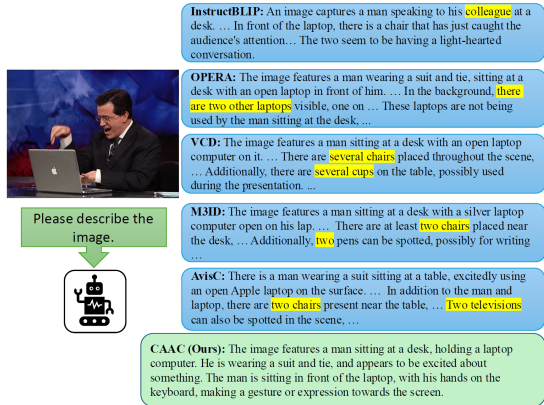 InstructBLIP: An image captures a man speaking to his colleague at a
desk. … In front of the laptop, there is a chair that has just caught the
audience's attention… The two seem to be having a light-hearted
conversation.
OPERA: The image features a man wearing a suit and tie, sitting at a
desk with an open laptop in front of him. … In the background, there
are two other laptops visible, one on … These laptops are not being
used by the man sitting at the desk, ...
VCD: The image features a man sitting at a desk with an open laptop
computer on it. … There are several chairs placed throughout the scene,
… Additionally, there are several cups on the table, possibly used
during the presentation. ...
Please describe the
image.
M3ID: The image features a man sitting at a desk with a silver laptop
computer open on his lap. … There are at least two chairs placed near
the desk, … Additionally, two pens can be spotted, possibly for writing
…
AvisC: There is a man wearing a suit sitting at a table, excitedly using
an open Apple laptop on the surface. … In addition to the man and
laptop, there are two chairs present near the table, … Two televisions
can also be spotted in the scene, …
CAAC (Ours): The image features a man sitting at a desk, holding a laptop
computer. He is wearing a suit and tie, and appears to be excited about
something. The man is sitting in front of the laptop, with his hands on the
keyboard, making a gesture or expression towards the screen.